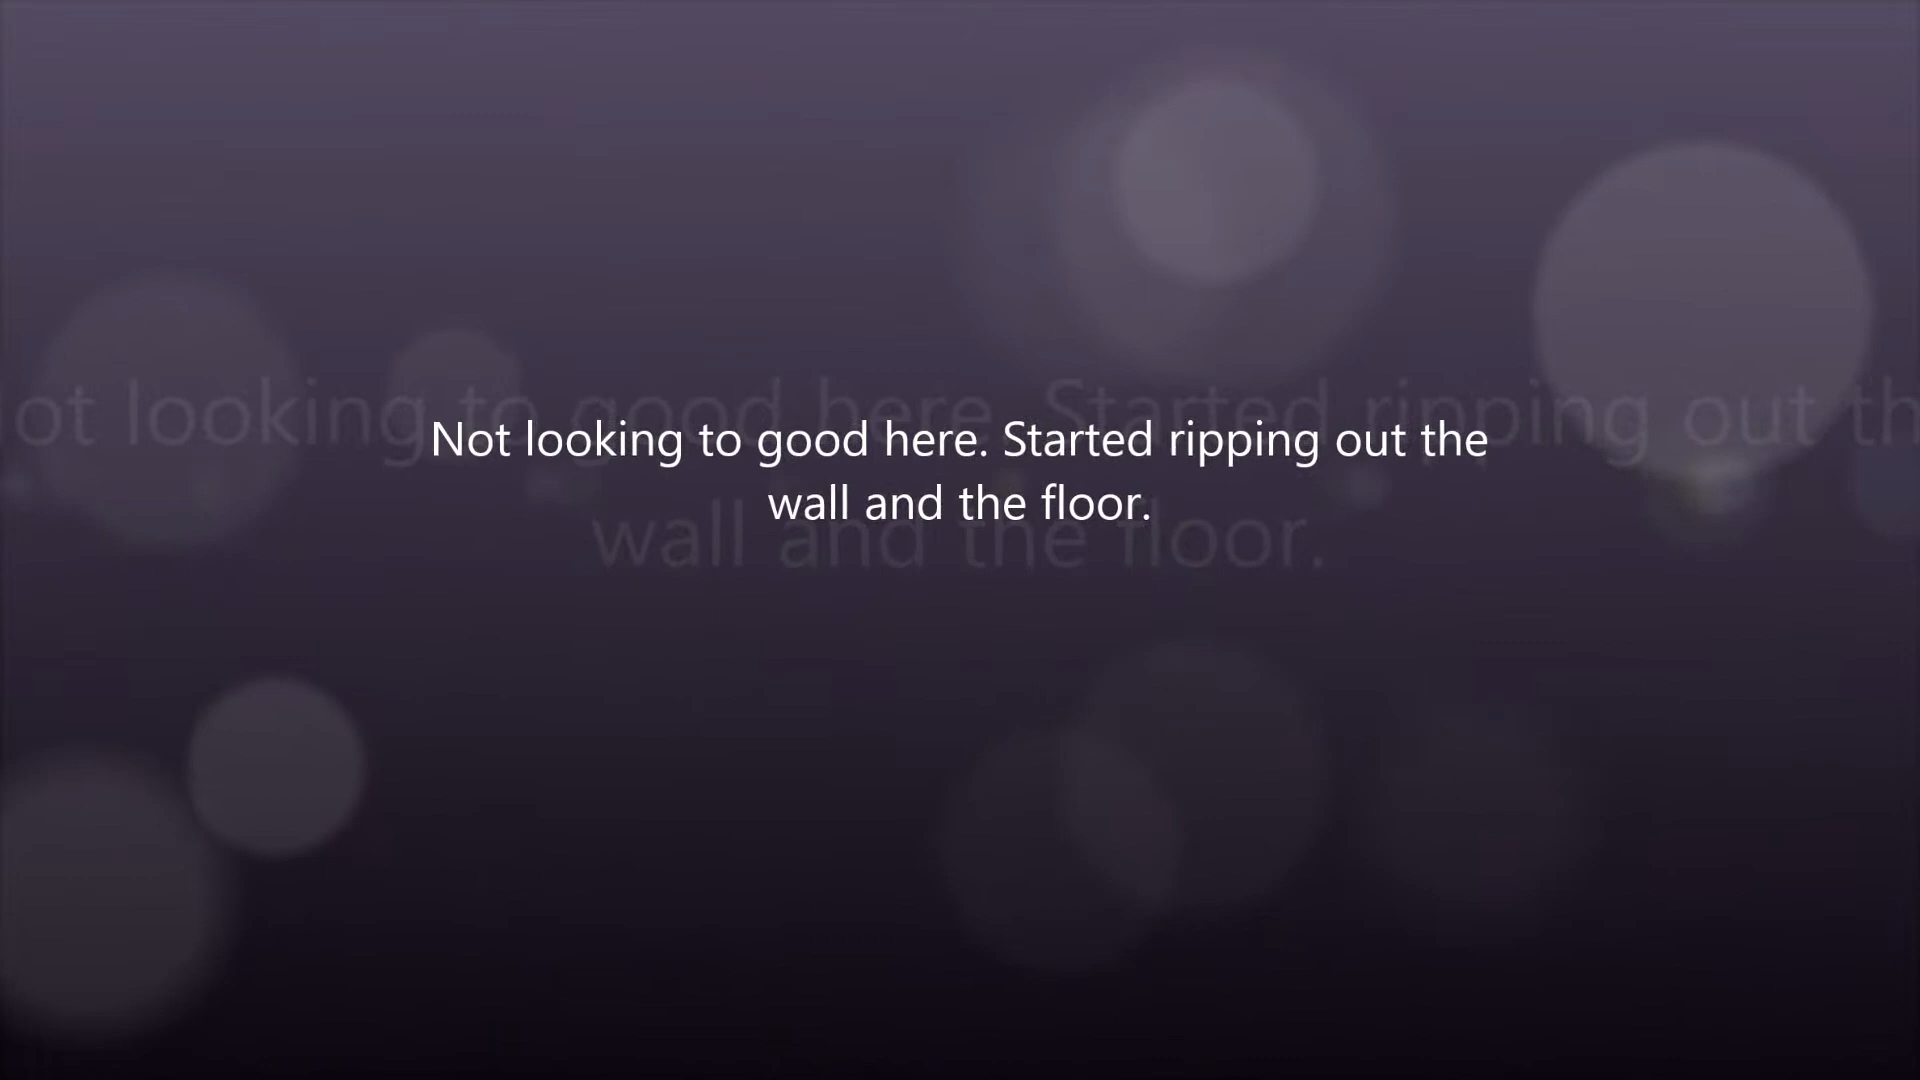 Not looking to good here. Started ripping out the
wall and the floor.